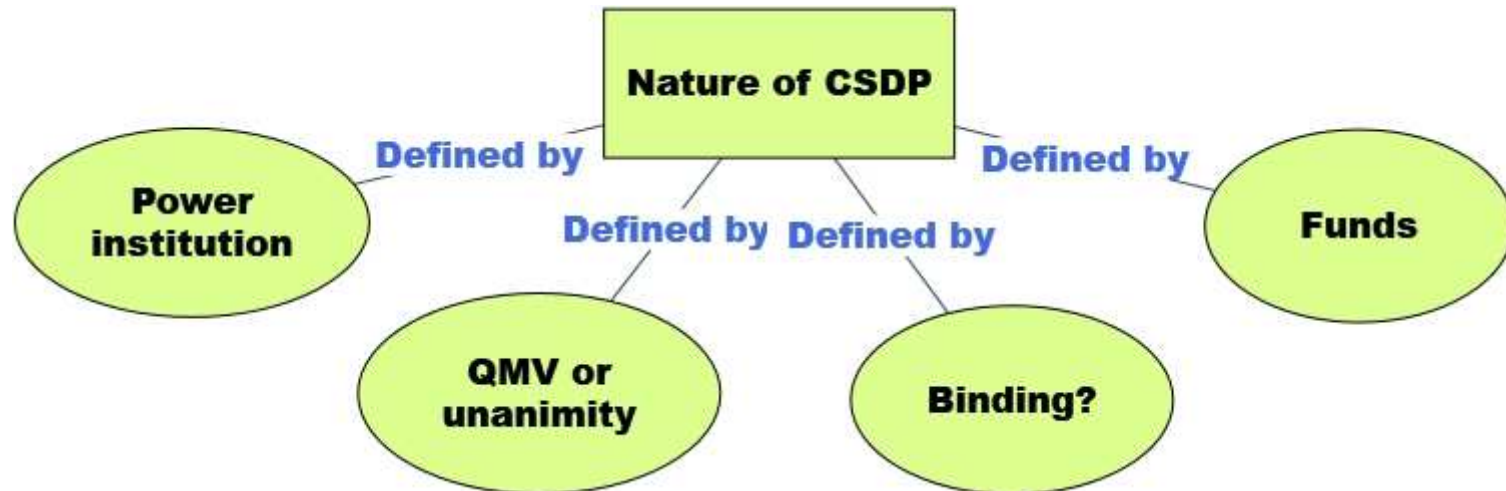 Nature of CSDP
Defined by
Defined by
Power
institution
Funds
Defined by
Defined by
QMV or
unanimity
Binding?